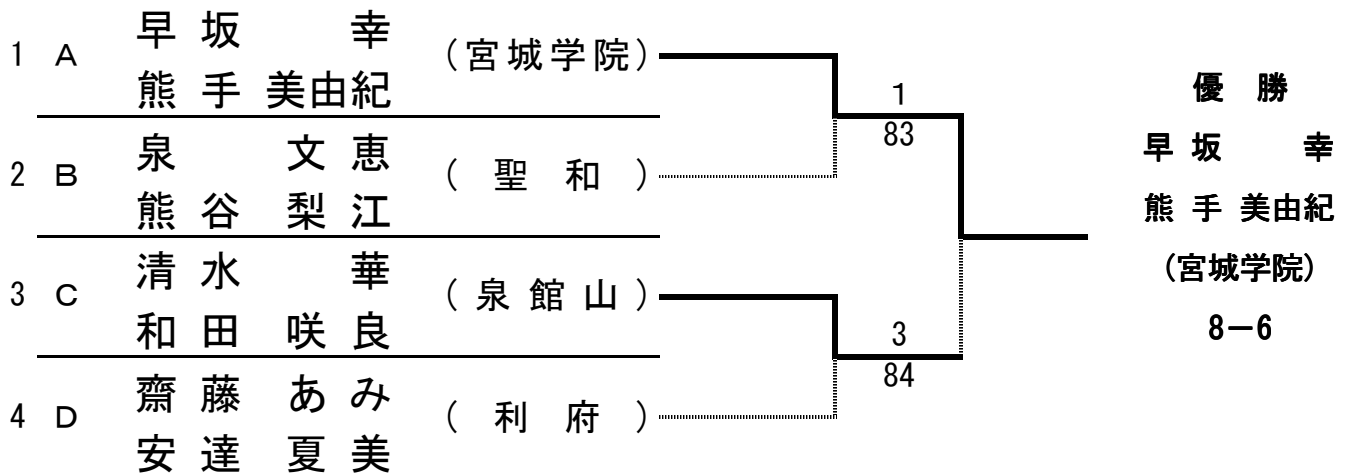 早坂 幸
1 A (宮城学院)
熊手 美由紀
泉 文恵
2 B (聖和)
熊谷 梨江
清水 華
3 C (泉館山)
和田 咲良
齋藤 あみ
4 D (利府)
安達 夏美
1
83
3
84
優勝
早坂 幸
熊手 美由紀
(宮城学院)
8−6